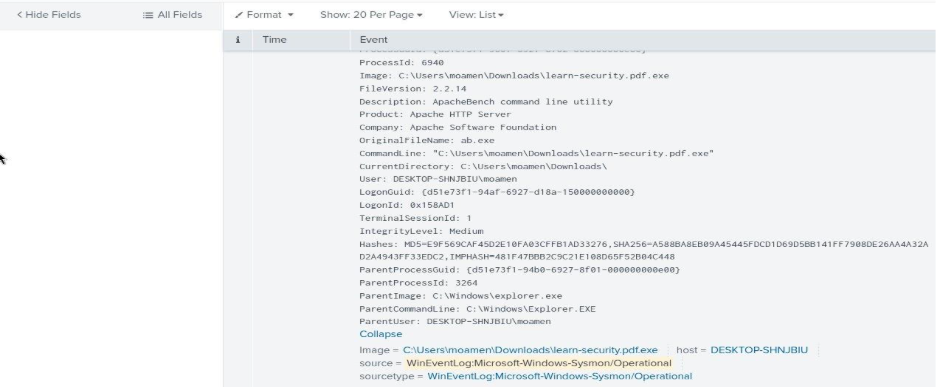 Hide Fields
All Fields
Format
Show: 20 Per Page
View: List
i
Time
Event
ProcessId: 6940
Image: C:\Users\moamen\Downloads\learn-security.pdf.exe
FileVersion: 2.2.14
Description: ApacheBench command line utility
Product: Apache HTTP Server
Company: Apache Software Foundation
OriginalFileName: ab.exe
CommandLine: "C:\Users\moamen\Downloads\learn-security.pdf.exe"
CurrentDirectory: C:\Users\moamen\Downloads\
User: DESKTOP-SHNJBIU\moamen
LogonGuid: {d51e73f1-94af-6927-d18a-150000000000}
LogonId: 0x158AD1
TerminalSessionId: 1
IntegrityLevel: Medium
Hashes: MD5=E9F569CAF45D2E10FA03CFFB1AD33276,SHA256=A588BA8EB09A45445FDCD1D69D5BB141FF7908DE26AA4A32A
D2A4943FF33EDC2,IMPHASH=481F47BBB2C9C21E108D65F52B04C448
ParentProcessGuid: {d51e73f1-94b0-6927-8f01-000000000e00}
ParentProcessId: 3264
ParentImage: C:\Windows\explorer.exe
ParentCommandLine: C:\Windows\Explorer.EXE
ParentUser: DESKTOP-SHNJBIU\moamen
Collapse
Image = C:\Users\moamen\Downloads\learn-security.pdf.exe host = DESKTOP-SHNJBIU
source = WinEventLog:Microsoft-Windows-Sysmon/Operational
sourcetype = WinEventLog:Microsoft-Windows-Sysmon/Operational